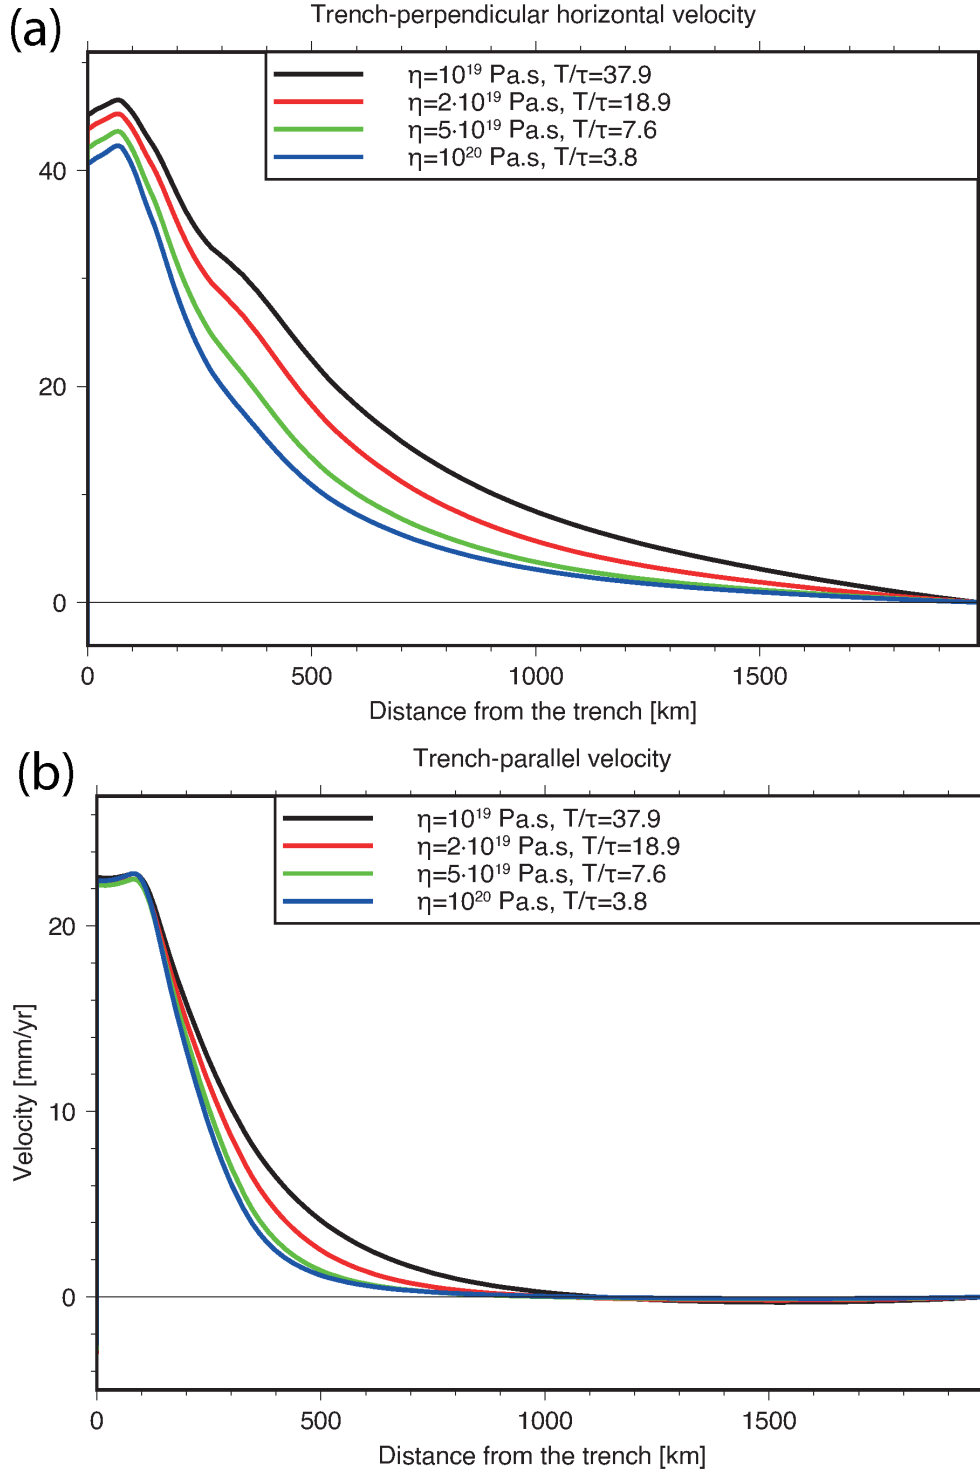 (a)
Trench-perpendicular horizontal velocity
η=10¹⁹ Pa.s, T/τ=37.9
η=2·10¹⁹ Pa.s, T/τ=18.9
η=5·10¹⁹ Pa.s, T/τ=7.6
η=10²⁰ Pa.s, T/τ=3.8
40
20
0
0 500 1000 1500
Distance from the trench [km]
(b)
Trench-parallel velocity
η=10¹⁹ Pa.s, T/τ=37.9
η=2·10¹⁹ Pa.s, T/τ=18.9
η=5·10¹⁹ Pa.s, T/τ=7.6
η=10²⁰ Pa.s, T/τ=3.8
Velocity [mm/yr]
20
10
0
0 500 1000 1500
Distance from the trench [km]